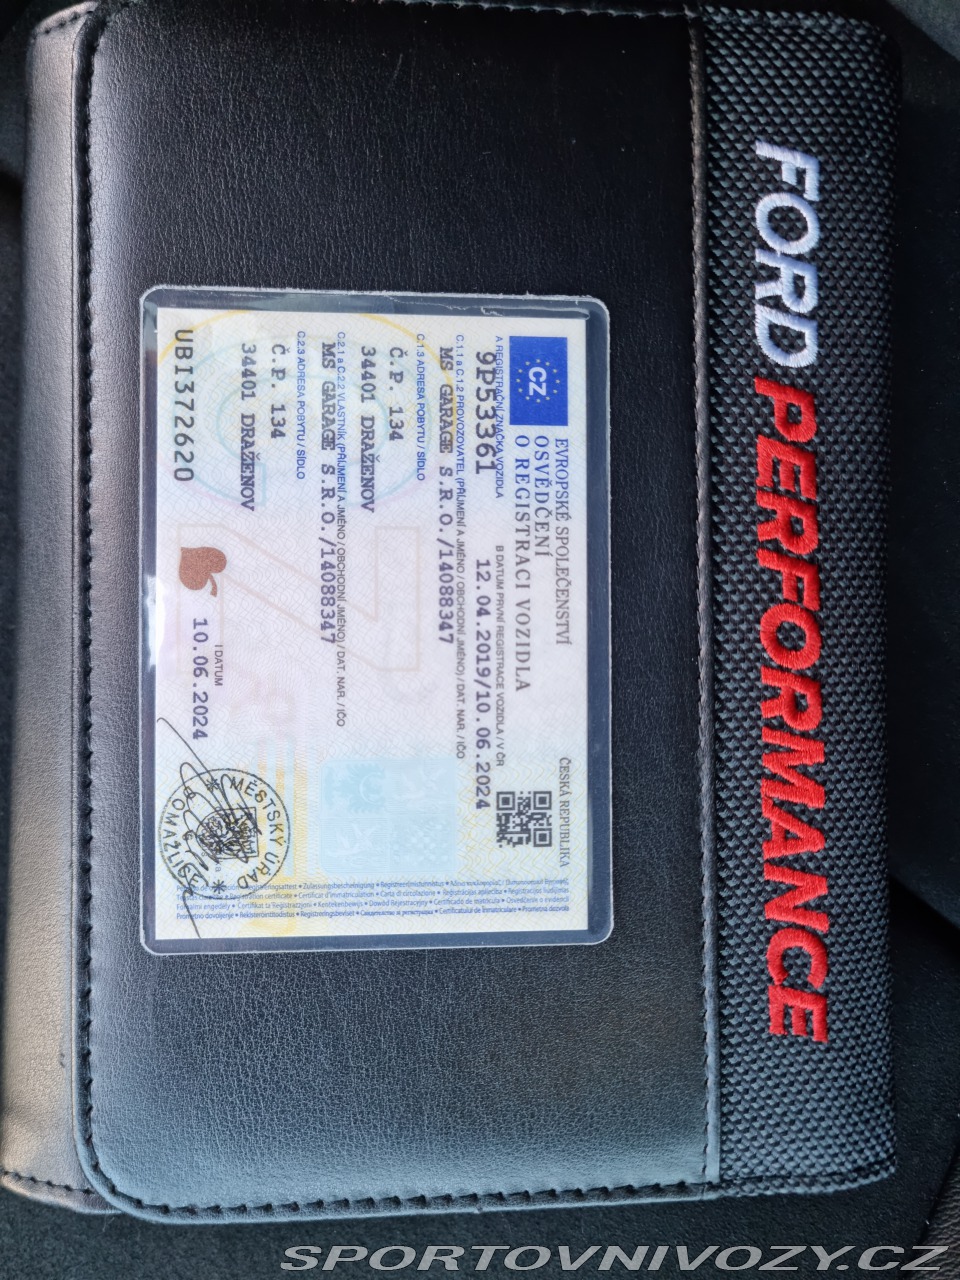 FORD PERFORMANCE
EVROPSKÉ SPOLEČENSTVÍ
ČESKÁ REPUBLIKA
CZ
OSVĚDČENÍ
O REGISTRACI VOZIDLA
A REGISTRAČNÍ ZNAČKA VOZIDLA
B DATUM PRVNÍ REGISTRACE VOZIDLA / V ČR
9P53361
12.04.2019/10.06.2024
C.1.1 a C.1.2 PROVOZOVATEL (PŘÍJMENÍ A JMÉNO / OBCHODNÍ JMÉNO) / DAT. NAR. / IČO
MS GARAGE S.R.O./14088347
C.1.3 ADRESA POBYTU / SÍDLO
Č.P. 134
34401 DRAŽENOV
C.2.1 a C.2.2 VLASTNÍK (PŘÍJMENÍ A JMÉNO / OBCHODNÍ JMÉNO) / DAT. NAR. / IČO
MS GARAGE S.R.O./14088347
C.2.3 ADRESA POBYTU / SÍDLO
Č.P. 134
34401 DRAŽENOV
I DATUM
UBI372620
10.06.2024
MĚSTSKÝ ÚŘAD
DOMAŽLICE
SPORTOVNIVOZY.CZ